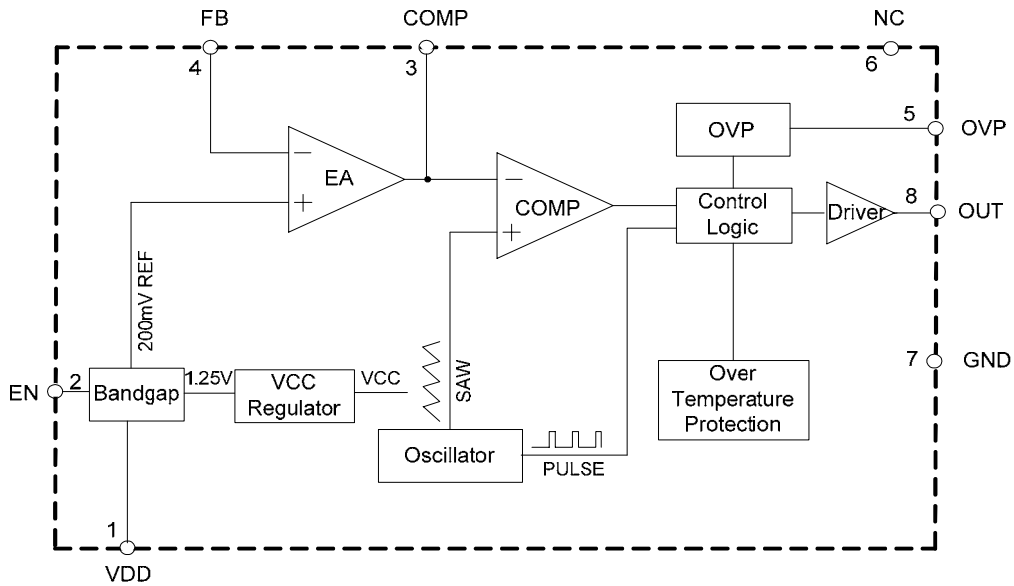 FB
COMP
NC
4
3
6
5
OVP
OVP
EA
Control
Logic
COMP
Driver
8
OUT
200mV REF
7
GND
EN
2
Bandgap
1.25V
VCC
Regulator
VCC
SAW
Over
Temperature
Protection
Oscillator
PULSE
1
VDD